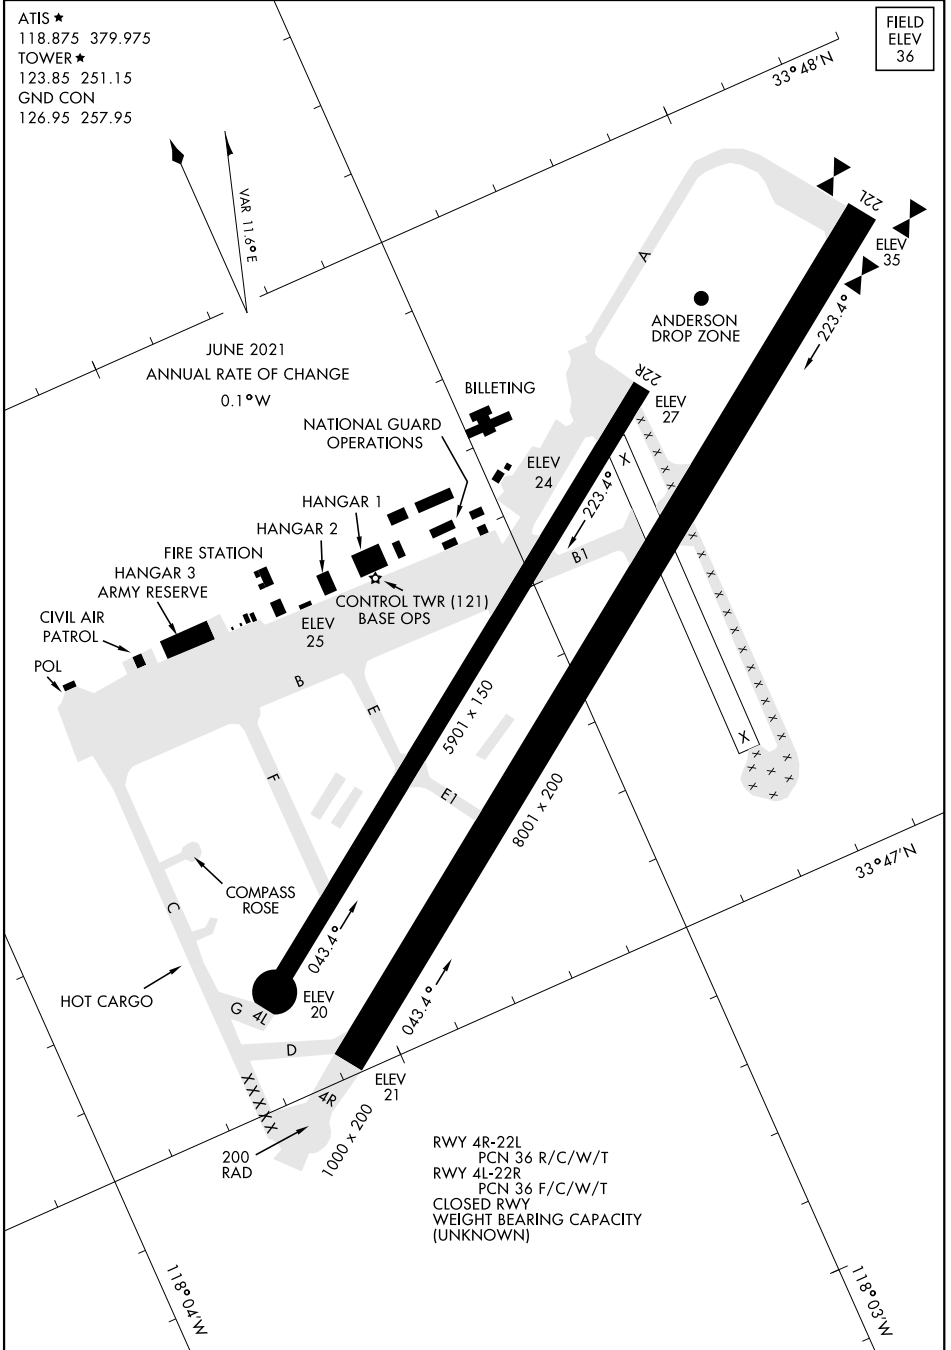 ATIS ★
118.875 379.975
TOWER ★
123.85 251.15
GND CON
126.95 257.95
FIELD
ELEV
36
33°48'N
VAR 11.6°E
JUNE 2021
ANNUAL RATE OF CHANGE
0.1°W
22L
ELEV
35
223.4°
A
ANDERSON
DROP ZONE
22R
ELEV
27
BILLETING
NATIONAL GUARD
OPERATIONS
ELEV
24
X
223.4°
B1
HANGAR 1
HANGAR 2
FIRE STATION
HANGAR 3
ARMY RESERVE
CONTROL TWR (121)
BASE OPS
ELEV
25
CIVIL AIR
PATROL
POL
B
E
F
5901 x 150
X
E1
8001 x 200
33°47'N
COMPASS
ROSE
C
043.4°
HOT CARGO
G
4L
ELEV
20
043.4°
D
ELEV
21
XXXXX
4R
1000 x 200
200
RAD
RWY 4R-22L
PCN 36 R/C/W/T
RWY 4L-22R
PCN 36 F/C/W/T
CLOSED RWY
WEIGHT BEARING CAPACITY
(UNKNOWN)
118°04'W
118°03'W